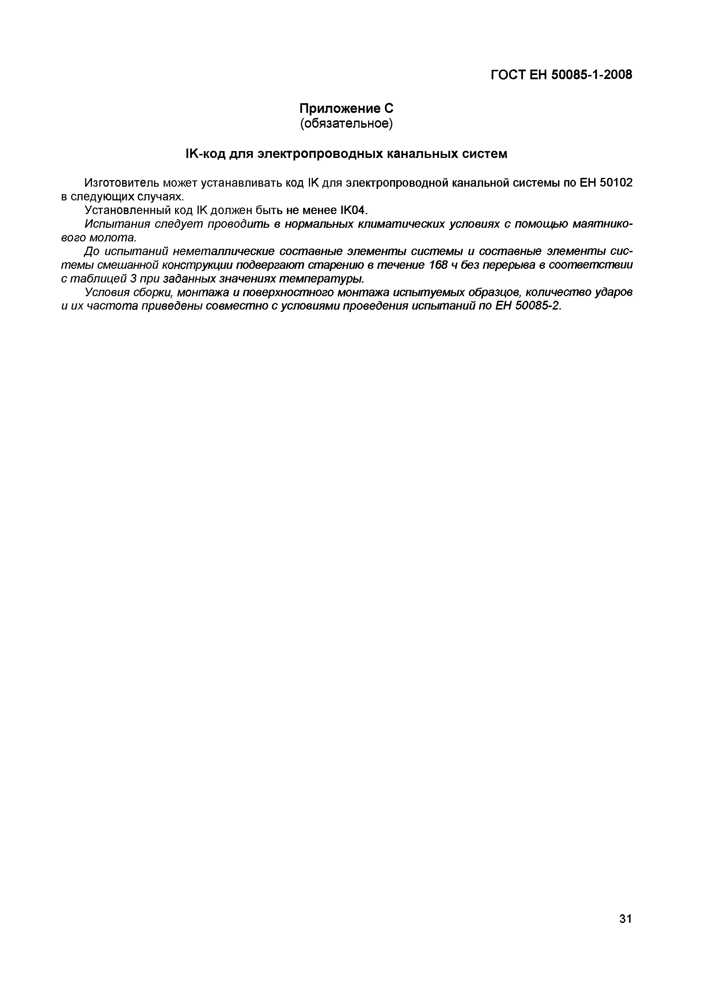 ГОСТ ЕН 50085-1-2008
Приложение С
(обязательное)
IK-код для электропроводных канальных систем
Изготовитель может устанавливать код IK для электропроводной канальной системы по ЕН 50102
в следующих случаях.
Установленный код IK должен быть не менее IK04.
Испытания следует проводить в нормальных климатических условиях с помощью маятнико-
вого молота.
До испытаний неметаллические составные элементы системы и составные элементы сис-
темы смешанной конструкции подвергают старению в течение 168 ч без перерыва в соответствии
с таблицей 3 при заданных значениях температуры.
Условия сборки, монтажа и поверхностного монтажа испытуемых образцов, количество ударов
и их частота приведены совместно с условиями проведения испытаний по ЕН 50085-2.
31